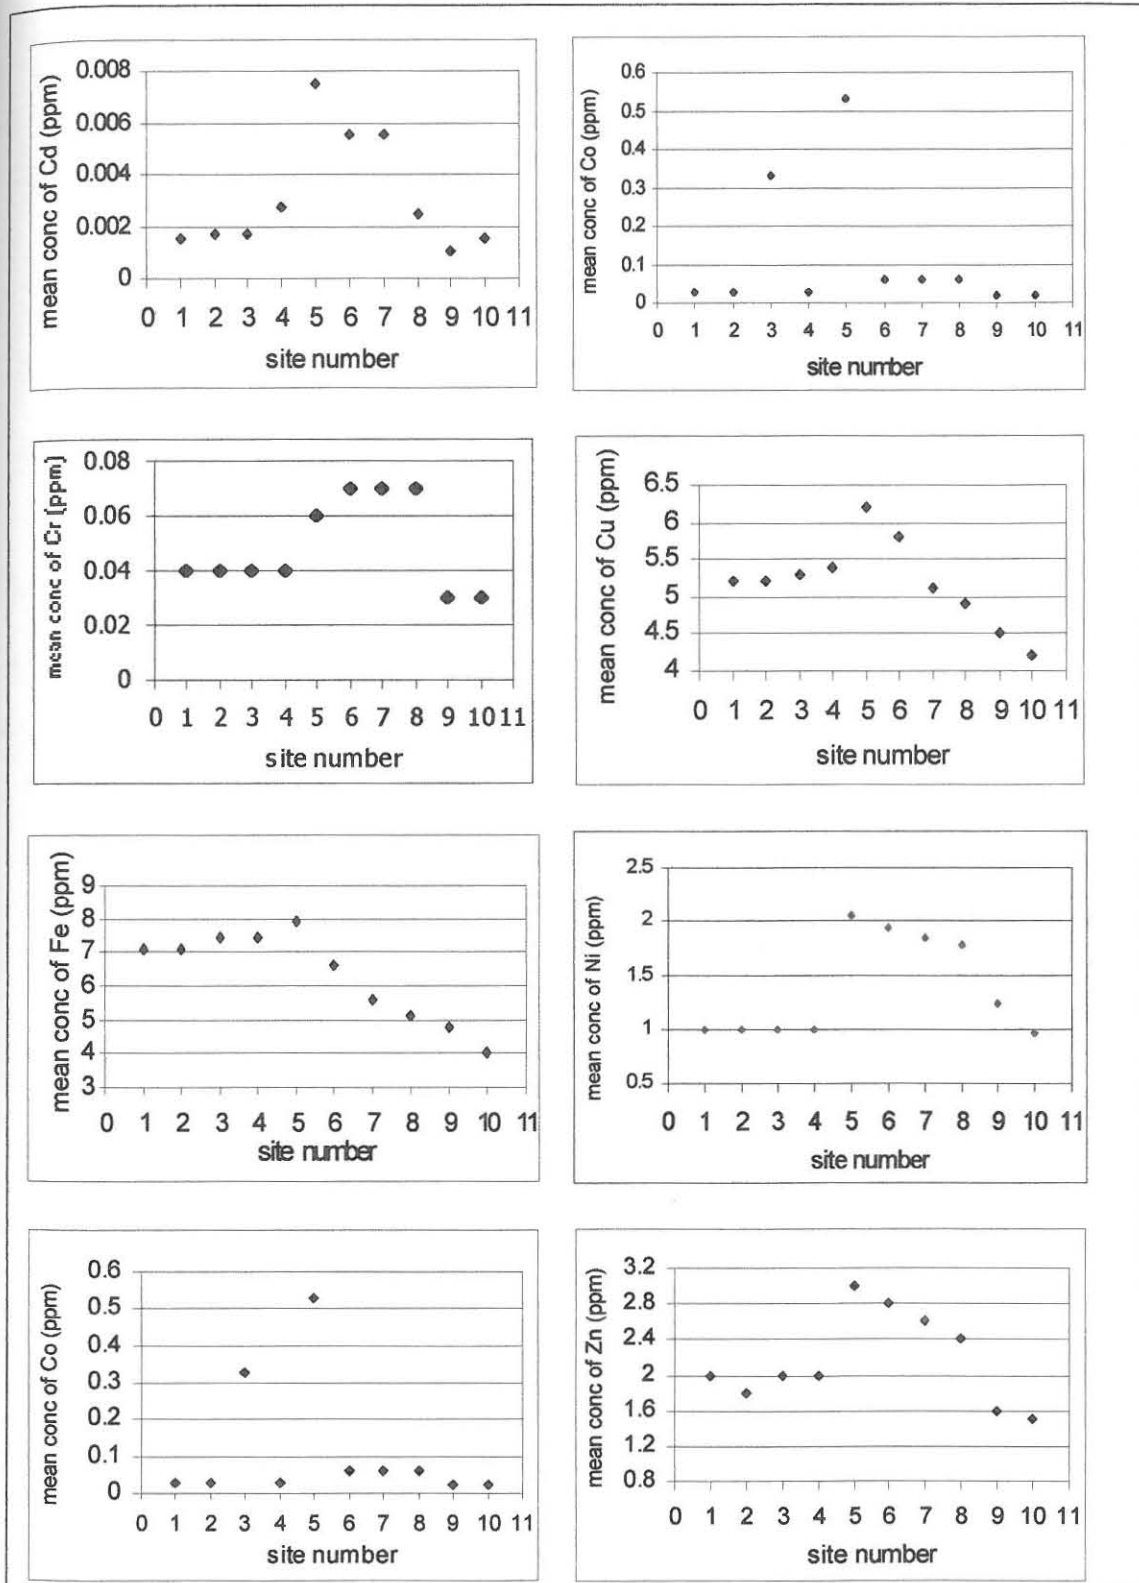 mean conc of Cd (ppm)
0.008
0.006
0.004
0.002
0
0 1 2 3 4 5 6 7 8 9 10 11
site number
mean conc of Co (ppm)
0.6
0.5
0.4
0.3
0.2
0.1
0
0 1 2 3 4 5 6 7 8 9 10 11
site number
mean conc of Cr [ppm]
0.08
0.06
0.04
0.02
0
0 1 2 3 4 5 6 7 8 9 10 11
site number
mean conc of Cu (ppm)
6.5
6
5.5
5
4.5
4
0 1 2 3 4 5 6 7 8 9 10 11
site number
mean conc of Fe (ppm)
9
8
7
6
5
4
3
0 1 2 3 4 5 6 7 8 9 10 11
site number
mean conc of Ni (ppm)
2.5
2
1.5
1
0.5
0 1 2 3 4 5 6 7 8 9 10 11
site number
mean conc of Co (ppm)
0.6
0.5
0.4
0.3
0.2
0.1
0
0 1 2 3 4 5 6 7 8 9 10 11
site number
mean conc of Zn (ppm)
3.2
2.8
2.4
2
1.6
1.2
0.8
0 1 2 3 4 5 6 7 8 9 10 11
site number